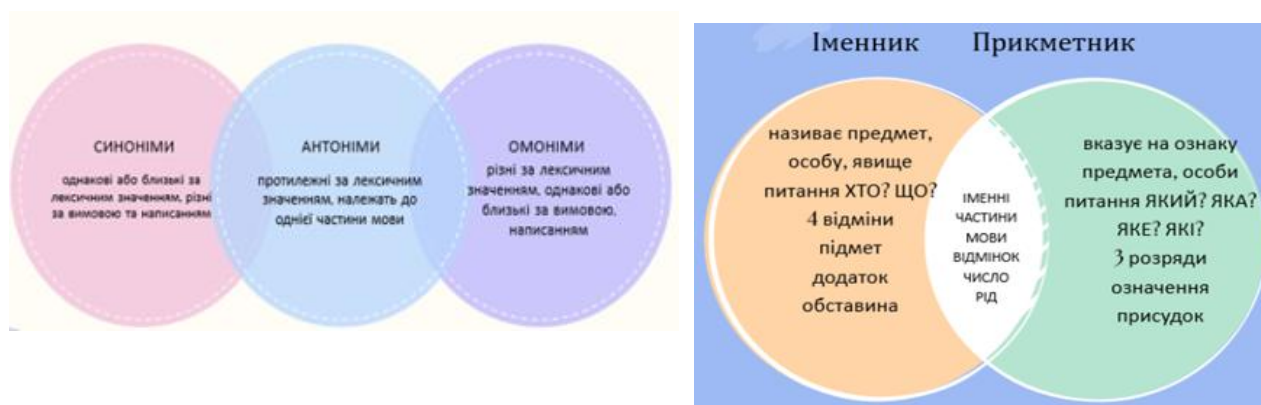 СИНОНІМИ
однакові або близькі за
лексичним значенням, різні
за вимовою та написанням
АНТОНІМИ
протилежні за лексичним
значенням, належать до
однієї частини мови
ОМОНІМИ
різні за лексичним
значенням, однакові або
близькі за вимовою,
написанням
Іменник
Прикметник
називає предмет,
особу, явище
питання ХТО? ЩО?
4 відміни
підмет
додаток
обставина
ІМЕННІ
ЧАСТИНИ
МОВИ
ВІДМІНОК
ЧИСЛО
РІД
вказує на ознаку
предмета, особи
питання ЯКИЙ? ЯКА?
ЯКЕ? ЯКІ?
3 розряди
означення
присудок